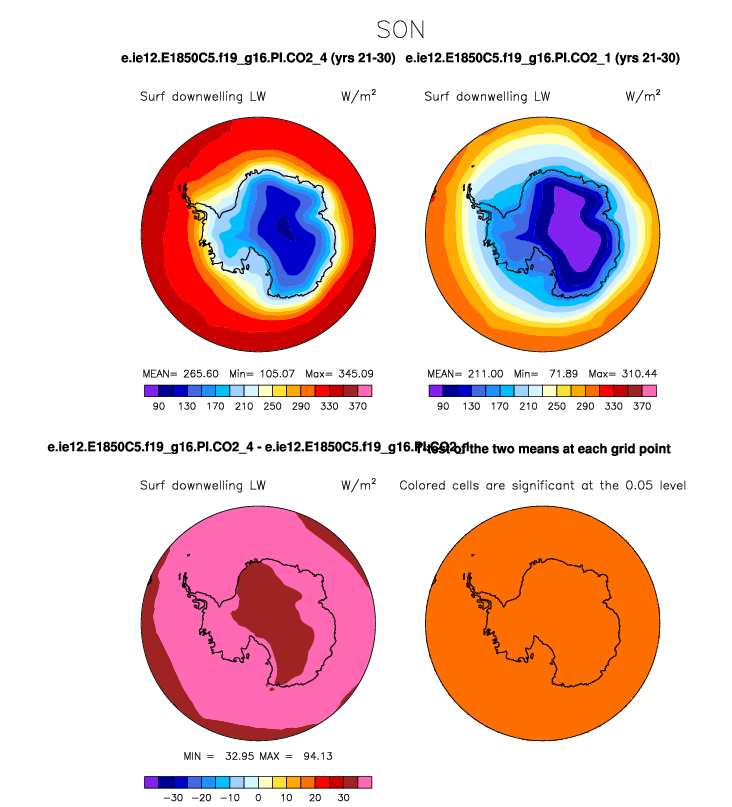 SON
e.ie12.E1850C5.f19_g16.PI.CO2_4 (yrs 21-30) e.ie12.E1850C5.f19_g16.PI.CO2_1 (yrs 21-30)
Surf downwelling LW W/m² Surf downwelling LW W/m²
MEAN= 265.60 Min= 105.07 Max= 345.09 MEAN= 211.00 Min= 71.89 Max= 310.44
90 130 170 210 250 290 330 370 90 130 170 210 250 290 330 370
e.ie12.E1850C5.f19_g16.PI.CO2_4 - e.ie12.E1850C5.f19_g16.PI.CO2_1 T-test of the two means at each grid point
Surf downwelling LW W/m² Colored cells are significant at the 0.05 level
MIN = 32.95 MAX = 94.13
−30 −20 −10 0 10 20 30